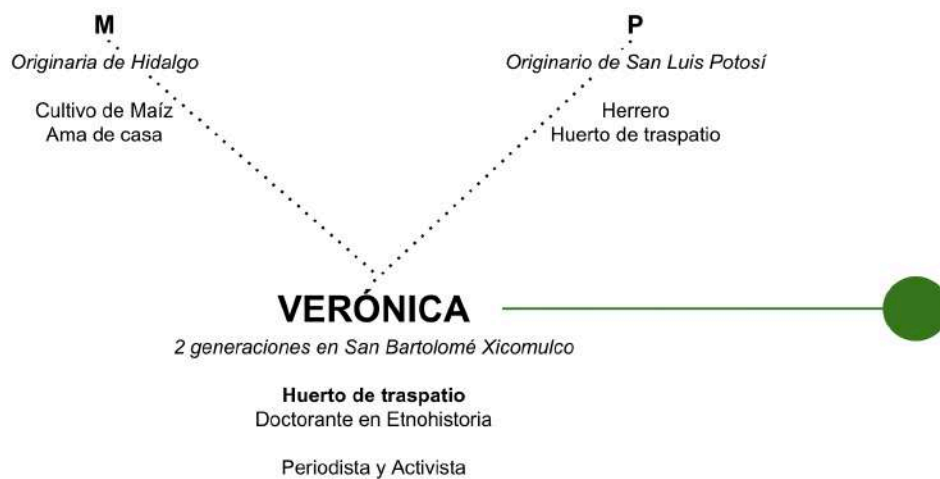 M
Originaria de Hidalgo
Cultivo de Maíz
Ama de casa
P
Originario de San Luis Potosí
Herrero
Huerto de traspatio
VERÓNICA
2 generaciones en San Bartolomé Xicomulco
Huerto de traspatio
Doctorante en Etnohistoria
Periodista y Activista